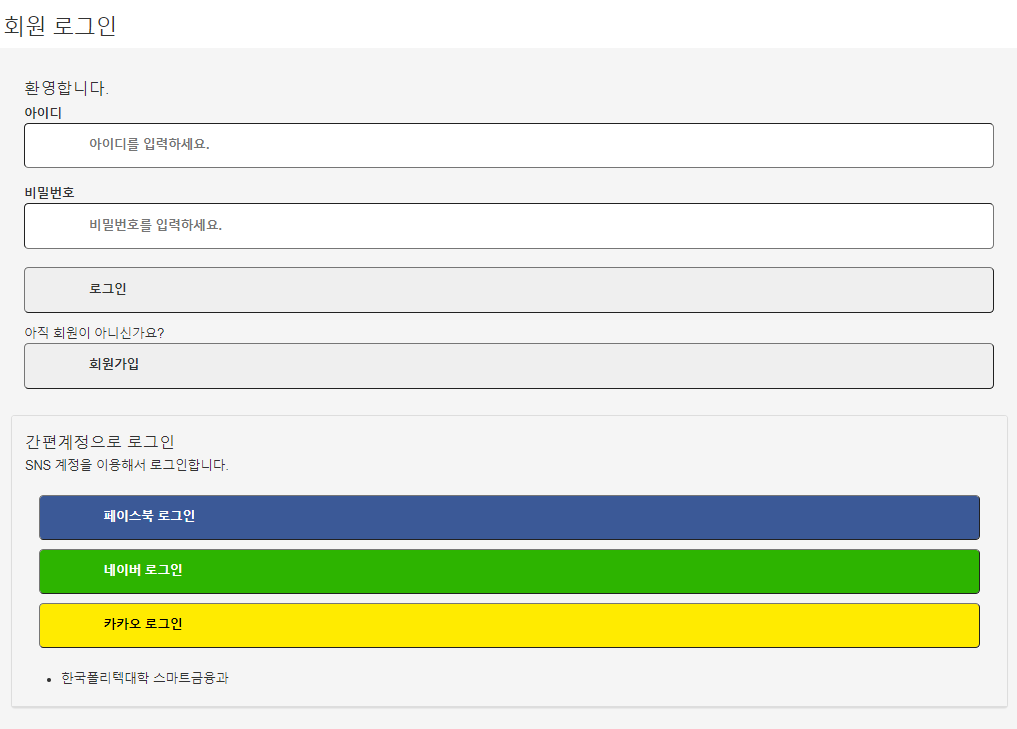 회원 로그인
환영합니다.
아이디
아이디를 입력하세요.
비밀번호
비밀번호를 입력하세요.
로그인
아직 회원이 아니신가요?
회원가입
간편계정으로 로그인
SNS 계정을 이용해서 로그인합니다.
페이스북 로그인
네이버 로그인
카카오 로그인
• 한국폴리텍대학 스마트금융과